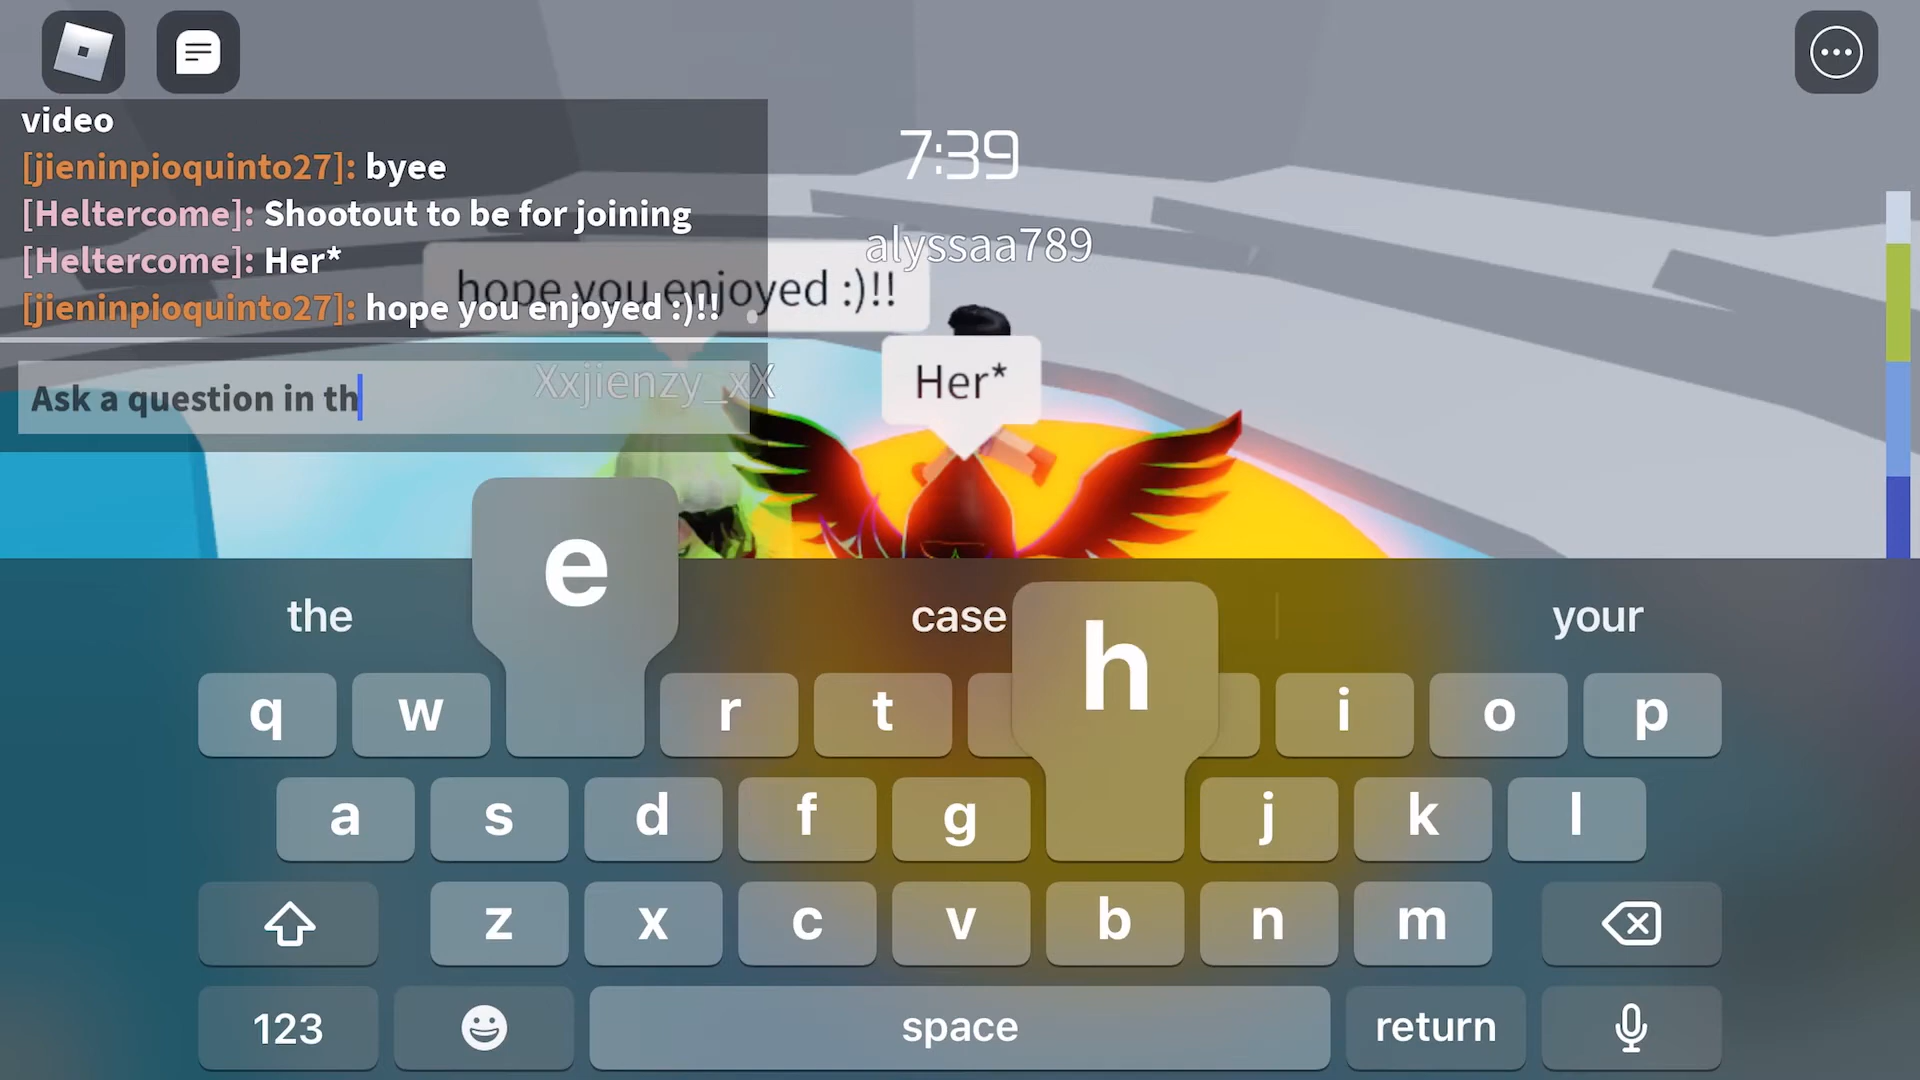 video
[jieninpioquinto27]: byee
[Heltercome]: Shootout to be for joining
[Heltercome]: Her*
[jieninpioquinto27]: hope you enjoyed :)!!
Ask a question in th
7:39
alyssaa789
hope you enjoyed :)!!
Xxjienzy_xX
Her*
the case your
q w e r t i o p
a s d f g h j k l
z x c v b n m
123 space return